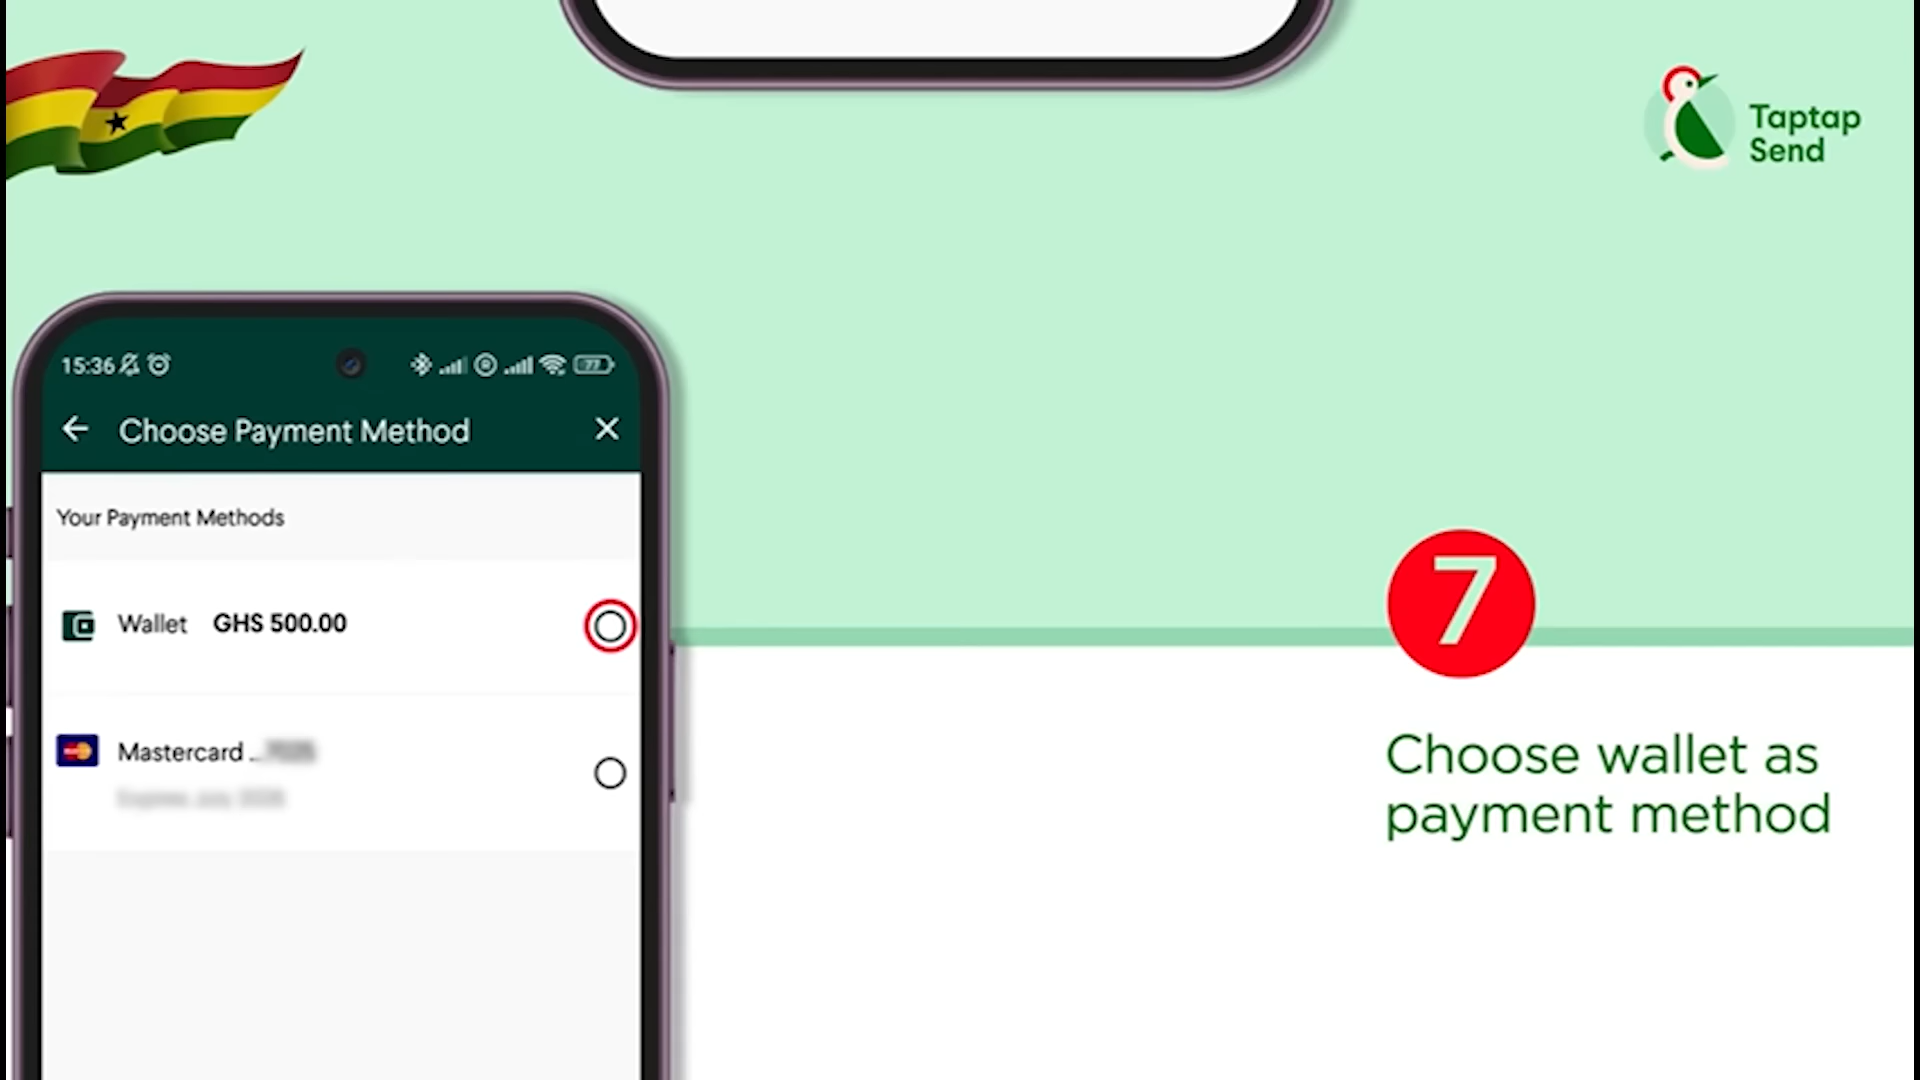 Taptap
Send
15:36
77
Choose Payment Method
Your Payment Methods
Wallet GHS 500.00
Mastercard ..
7
Choose wallet as
payment method